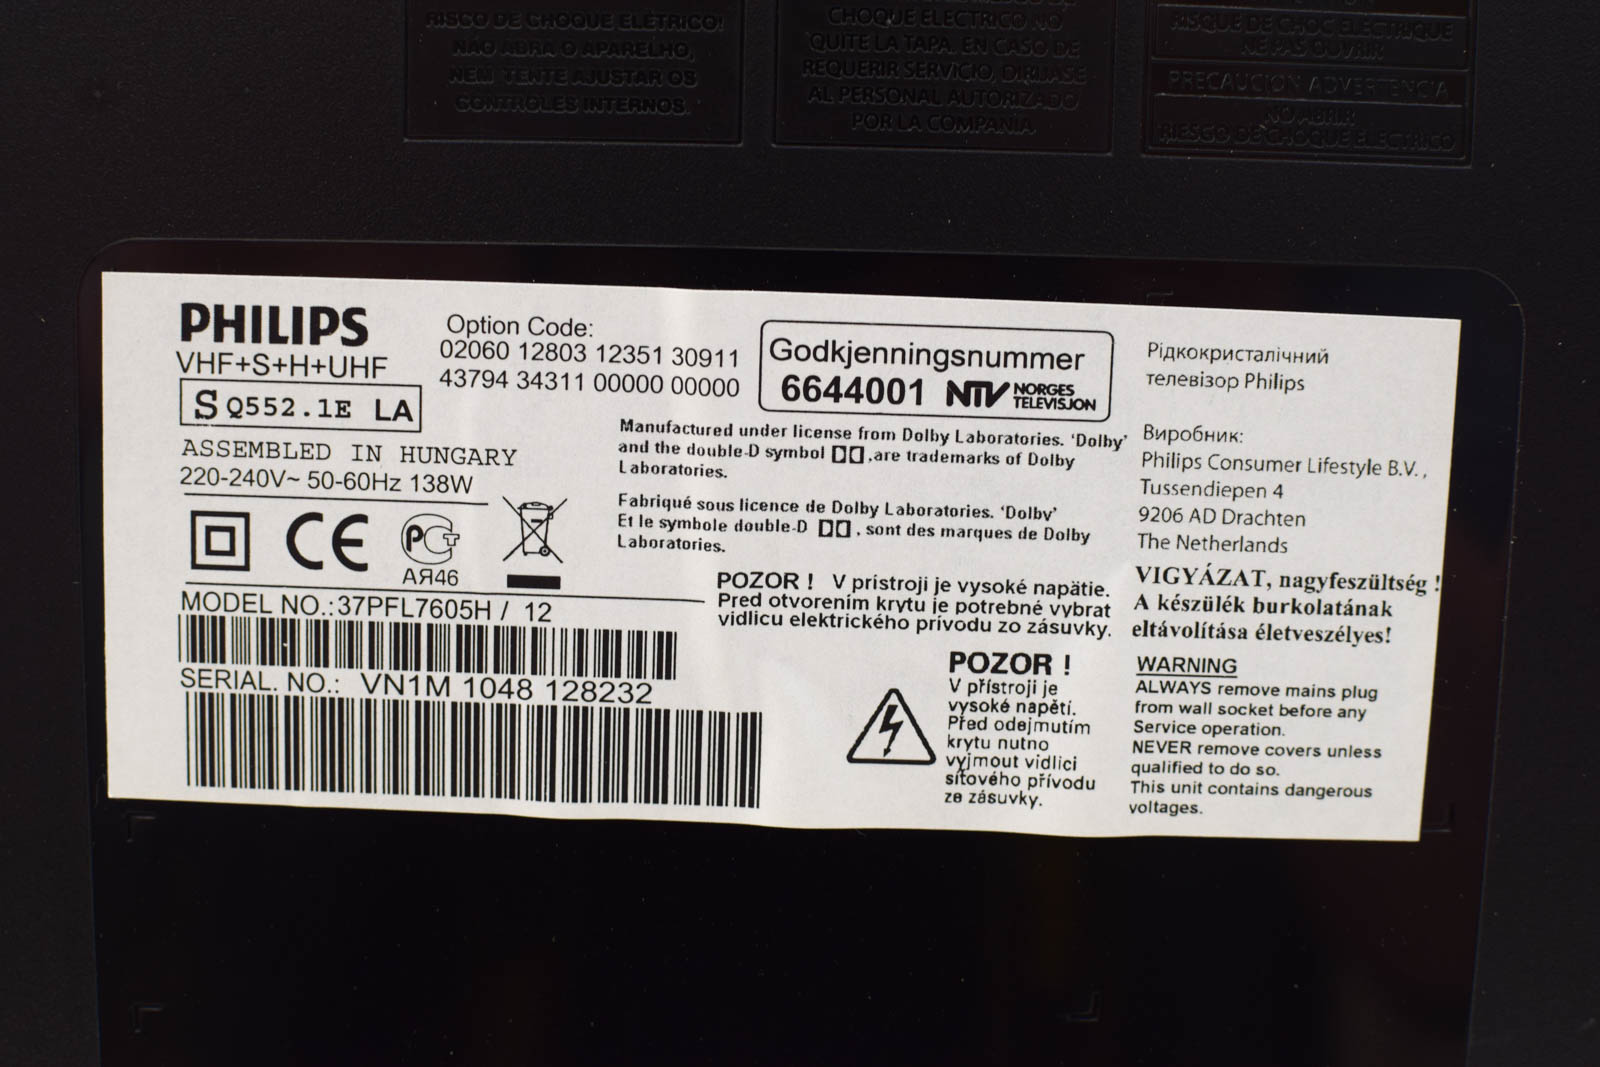 RISCO DE CHOQUE ELÉTRICO!
NÃO ABRA O APARELHO,
NEM TENTE AJUSTAR OS
CONTROLES INTERNOS.
CHOQUE ELECTRICO NO
QUITE LA TAPA. EN CASO DE
REQUERIR SERVICIO, DIRIJASE
AL PERSONAL AUTORIZADO
POR LA COMPANIA.
RISQUE DE CHOC ELECTRIQUE
NE PAS OUVRIR
PRECAUCION ADVERTENCIA
NO ABRIR
RIESGO DE CHOQUE ELECTRICO
PHILIPS
VHF+S+H+UHF
S Q552.1E LA
ASSEMBLED IN HUNGARY
220-240V~ 50-60Hz 138W
CE
РСТ
АЯ46
MODEL NO.:37PFL7605H / 12
SERIAL. NO.: VN1M 1048 128232
Option Code:
02060 12803 12351 30911
43794 34311 00000 00000
Godkjenningsnummer
6644001 NTV NORGES
TELEVISJON
Manufactured under license from Dolby Laboratories. 'Dolby'
and the double-D symbol ,are trademarks of Dolby
Laboratories.
Fabriqué sous licence de Dolby Laboratories. 'Dolby'
Et le symbole double-D , sont des marques de Dolby
Laboratories.
POZOR ! V prístroji je vysoké napätie.
Pred otvorením krytu je potrebné vybrat
vidlicu elektrického prívodu zo zásuvky.
POZOR !
V přístroji je
vysoké napětí.
Před odejmutím
krytu nutno
vyjmout vidlici
síťového přívodu
ze zásuvky.
Рідкокристалічний
телевізор Philips
Виробник:
Philips Consumer Lifestyle B.V.,
Tussendiepen 4
9206 AD Drachten
The Netherlands
VIGYÁZAT, nagyfeszültség !
A készülék burkolatának
eltávolítása életveszélyes!
WARNING
ALWAYS remove mains plug
from wall socket before any
Service operation.
NEVER remove covers unless
qualified to do so.
This unit contains dangerous
voltages.